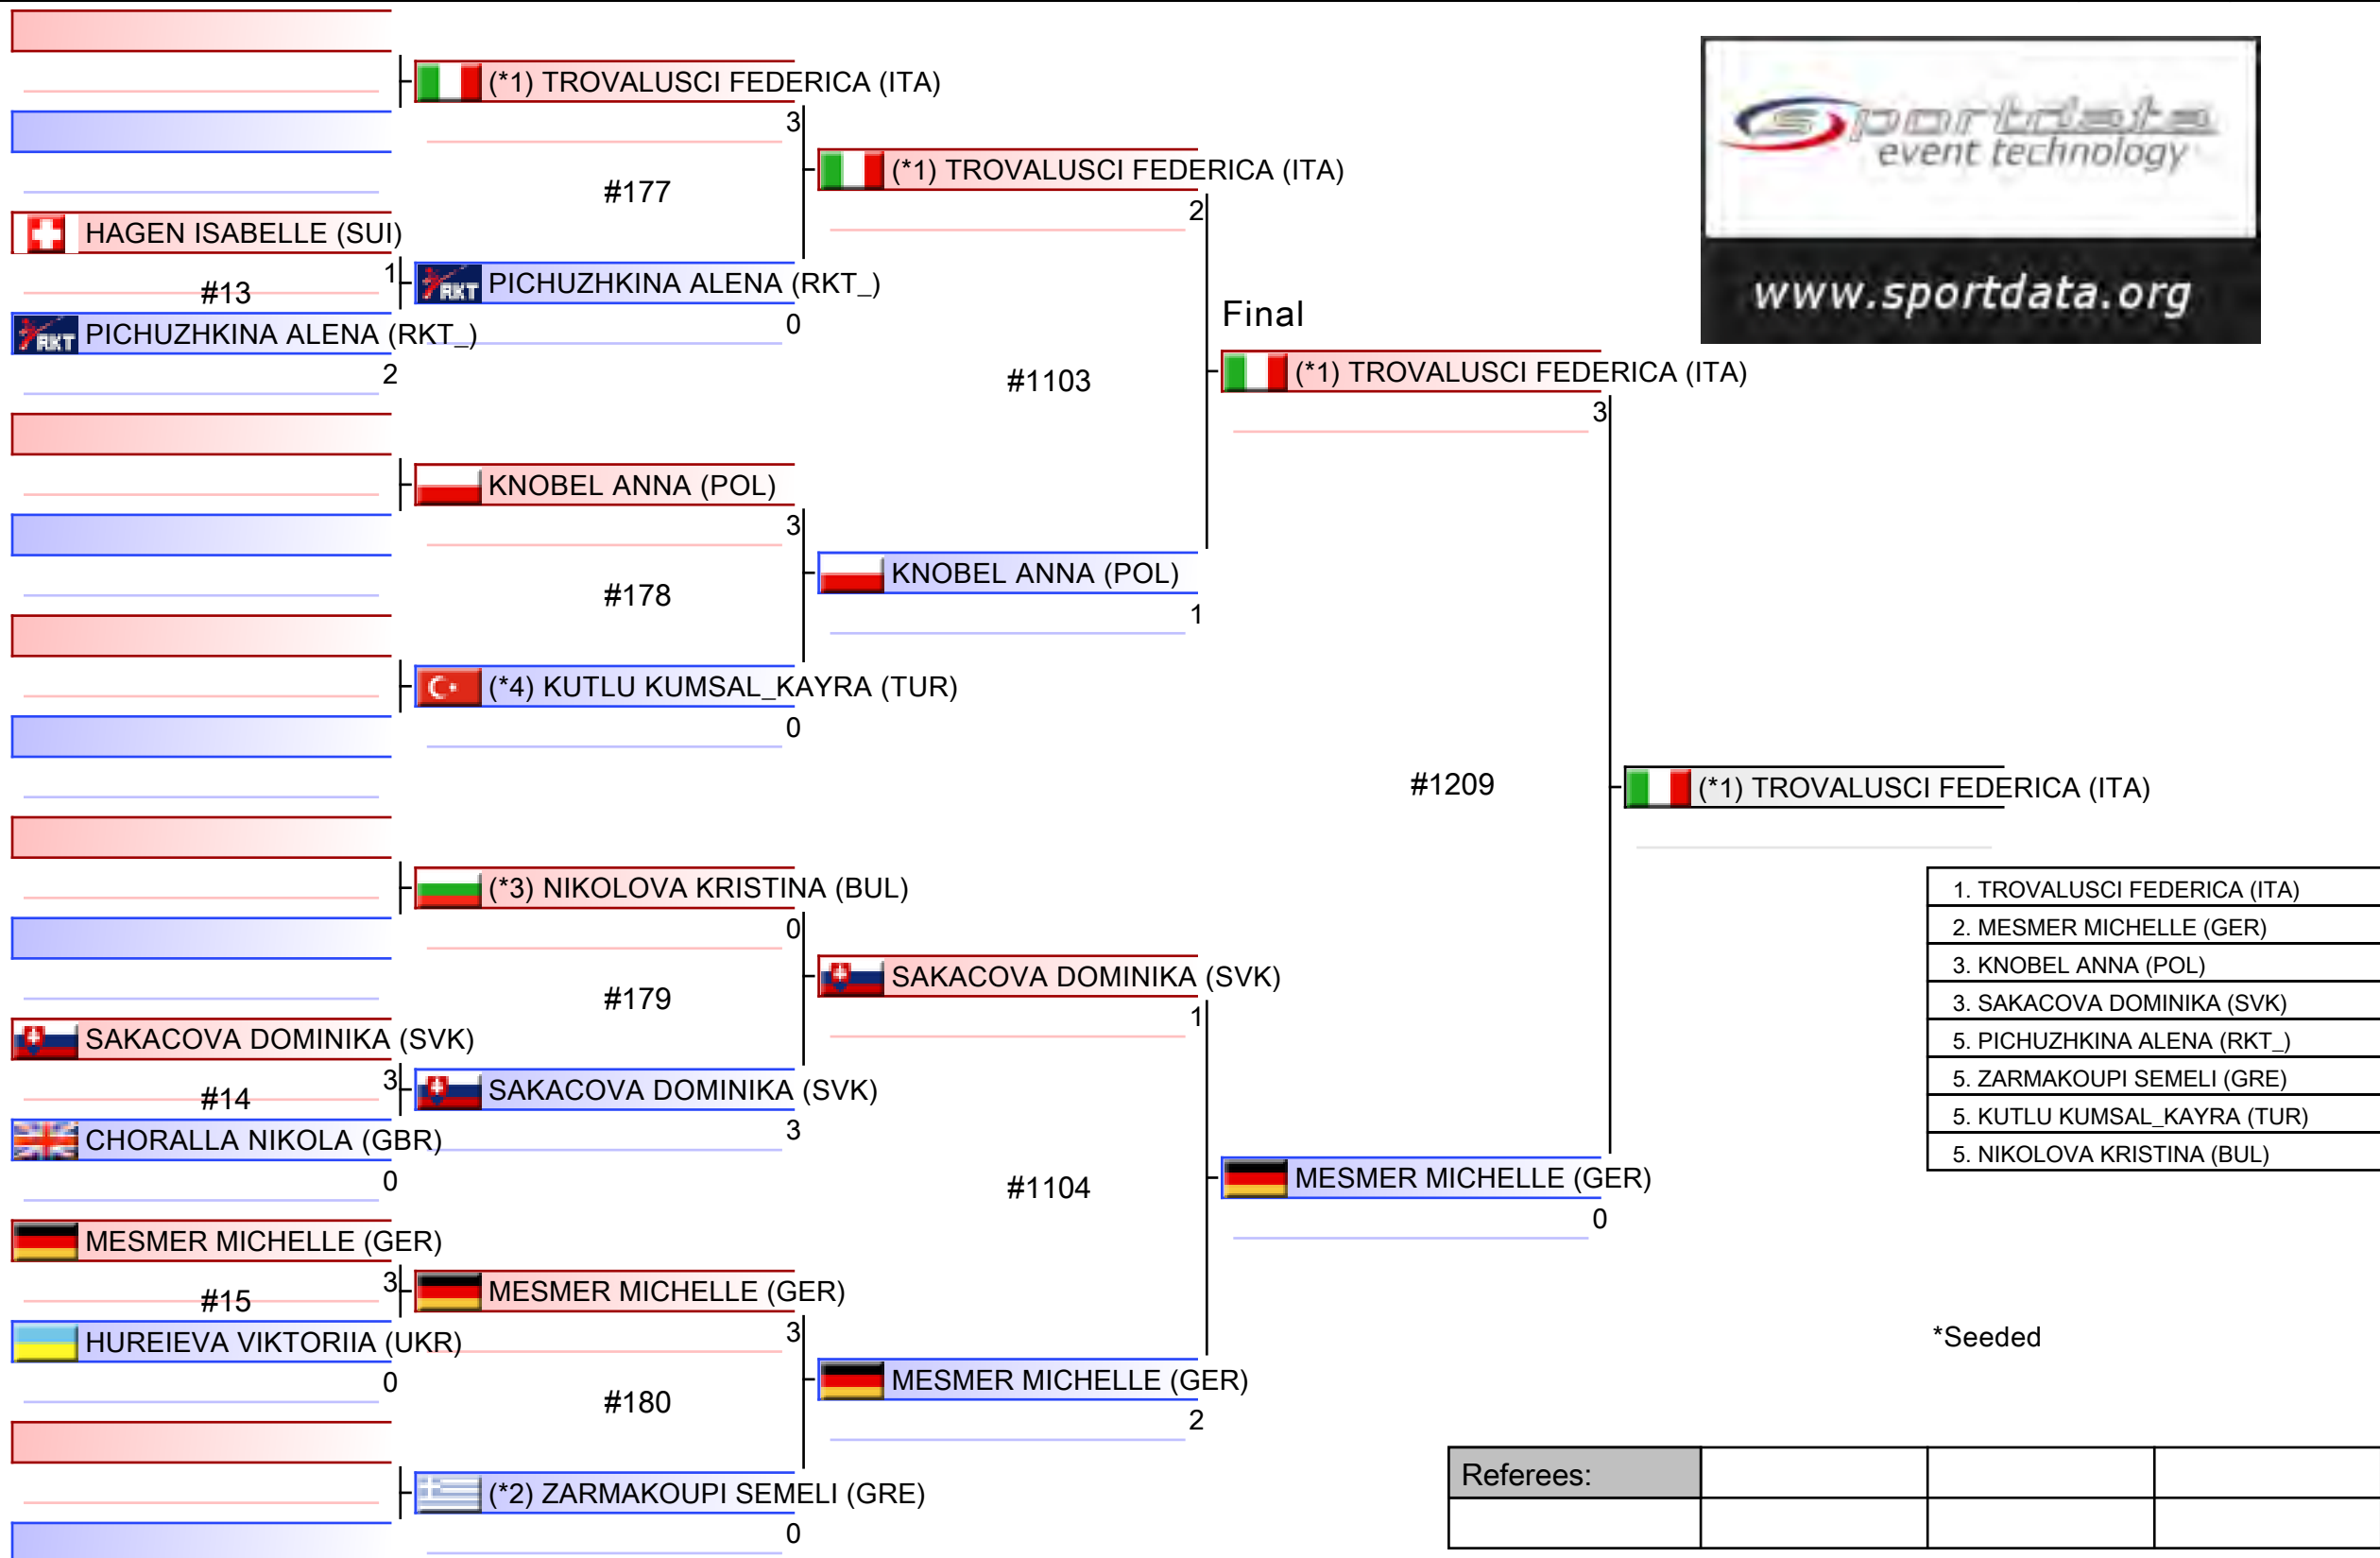 (*1) TROVALUSCI FEDERICA (ITA)
3
#177
HAGEN ISABELLE (SUI)
1
#13
PICHUZHKINA ALENA (RKT_)
2
PICHUZHKINA ALENA (RKT_)
0
(*1) TROVALUSCI FEDERICA (ITA)
2
#1103
KNOBEL ANNA (POL)
3
#178
(*4) KUTLU KUMSAL_KAYRA (TUR)
0
KNOBEL ANNA (POL)
1
Final
(*1) TROVALUSCI FEDERICA (ITA)
3
#1209
(*1) TROVALUSCI FEDERICA (ITA)
(*3) NIKOLOVA KRISTINA (BUL)
0
#179
SAKACOVA DOMINIKA (SVK)
3
#14
CHORALLA NIKOLA (GBR)
0
SAKACOVA DOMINIKA (SVK)
3
SAKACOVA DOMINIKA (SVK)
1
#1104
MESMER MICHELLE (GER)
3
#15
HUREIEVA VIKTORIIA (UKR)
0
MESMER MICHELLE (GER)
3
#180
(*2) ZARMAKOUPI SEMELI (GRE)
0
MESMER MICHELLE (GER)
2
MESMER MICHELLE (GER)
0
sportdata
event technology
www.sportdata.org
1. TROVALUSCI FEDERICA (ITA)
2. MESMER MICHELLE (GER)
3. KNOBEL ANNA (POL)
3. SAKACOVA DOMINIKA (SVK)
5. PICHUZHKINA ALENA (RKT_)
5. ZARMAKOUPI SEMELI (GRE)
5. KUTLU KUMSAL_KAYRA (TUR)
5. NIKOLOVA KRISTINA (BUL)
*Seeded
Referees:
RKT
RKT